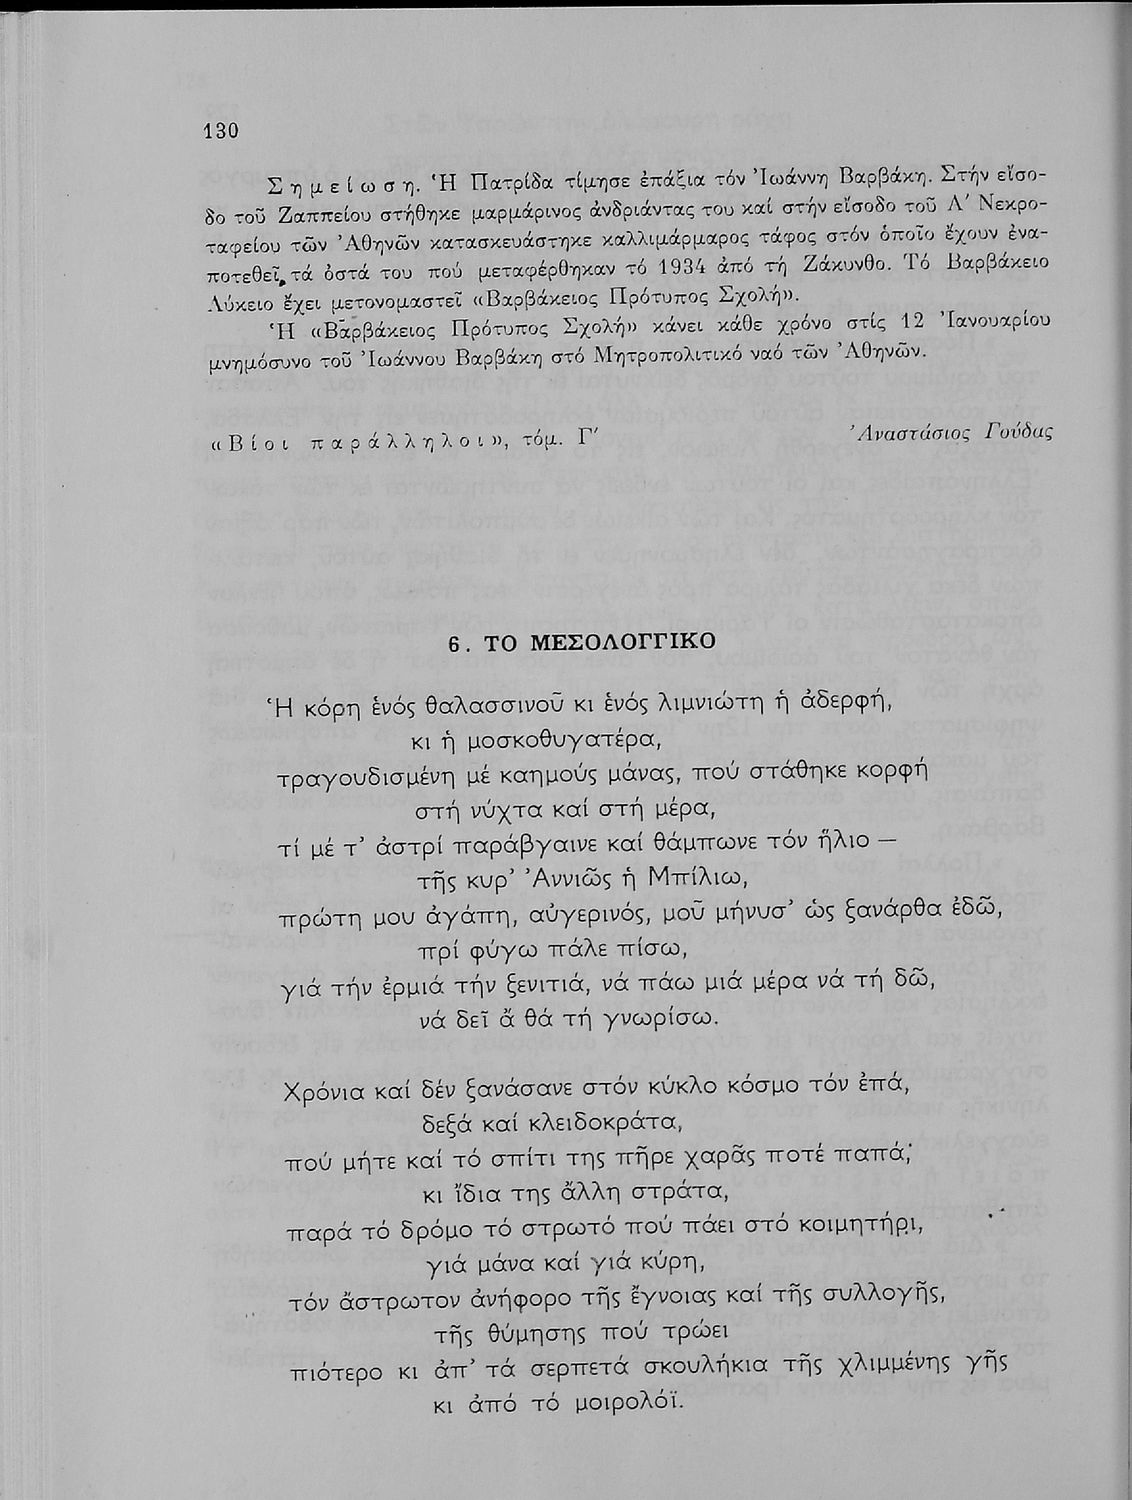 130
Σημείωση. Ἡ Πατρίδα τίμησε ἐπάξια τόν Ἰωάννη Βαρβάκη. Στήν εἴσο-
δο τοῦ Ζαππείου στήθηκε μαρμάρινος ἀνδριάντας του καί στήν εἴσοδο τοῦ Α' Νεκρο-
ταφείου τῶν Ἀθηνῶν κατασκευάστηκε καλλιμάρμαρος τάφος στόν ὁποῖο ἔχουν ἐνα-
ποτεθεῖ τά ὀστά του πού μεταφέρθηκαν τό 1934 ἀπό τή Ζάκυνθο. Τό Βαρβάκειο
Λύκειο ἔχει μετονομαστεῖ «Βαρβάκειος Πρότυπος Σχολή».
Ἡ «Βαρβάκειος Πρότυπος Σχολή» κάνει κάθε χρόνο στίς 12 Ἰανουαρίου
μνημόσυνο τοῦ Ἰωάννου Βαρβάκη στό Μητροπολιτικό ναό τῶν Ἀθηνῶν.
«Βίοι παράλληλοι», τόμ. Γ' Ἀναστάσιος Γούδας
6. ΤΟ ΜΕΣΟΛΟΓΓΙΚΟ
Ἡ κόρη ἑνός θαλασσινοῦ κι ἑνός λιμνιώτη ἡ ἀδερφή,
κι ἡ μοσκοθυγατέρα,
τραγουδισμένη μέ καημούς μάνας, πού στάθηκε κορφή
στή νύχτα καί στή μέρα,
τί μέ τ' ἀστρί παράβγαινε καί θάμπωνε τόν ἥλιο —
τῆς κυρ' Ἀννιῶς ἡ Μπίλιω,
πρώτη μου ἀγάπη, αὐγερινός, μοῦ μήνυσ' ὡς ξανάρθα ἐδῶ,
πρί φύγω πάλε πίσω,
γιά τήν ἐρμιά τήν ξενιτιά, νά πάω μιά μέρα νά τή δῶ,
νά δεῖ ἄ θά τή γνωρίσω.
Χρόνια καί δέν ξανάσανε στόν κύκλο κόσμο τόν ἐπά,
δεξά καί κλειδοκράτα,
πού μήτε καί τό σπίτι της πῆρε χαρᾶς ποτέ παπά,
κι ἴδια της ἄλλη στράτα,
παρά τό δρόμο τό στρωτό πού πάει στό κοιμητήρι,
γιά μάνα καί γιά κύρη,
τόν ἄστρωτον ἀνήφορο τῆς ἔγνοιας καί τῆς συλλογῆς,
τῆς θύμησης πού τρώει
πιότερο κι ἀπ' τά σερπετά σκουλήκια τῆς χλιμμένης γῆς
κι ἀπό τό μοιρολόϊ.